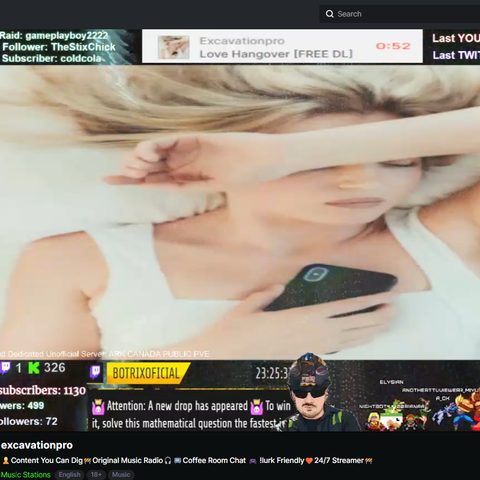 Search
Raid: gameplayboy2222
Follower: TheStixChick
Subscriber: coldcola
Excavationpro
Love Hangover [FREE DL]
0:52
Last YOU
Last TWIT
Dedicated Unofficial Server: ARK CANADA PUBLIC PVE
1 326
subscribers: 1130
wers: 499
ollowers: 72
BOTRIXOFICIAL
23:25:3
Attention: A new drop has appeared To win
it, solve this mathematical question the fastest
ELYSIAN
excavationpro
Content You Can Dig Original Music Radio Coffee Room Chat !lurk Friendly 24/7 Streamer
Music Stations English 18+ Music